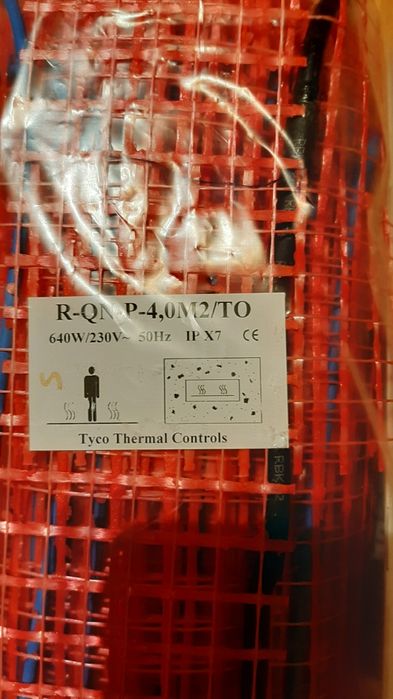 R-QN-P-4,0M2/TO
640W/230V~ 50Hz IP X7 CE
Tyco Thermal Controls